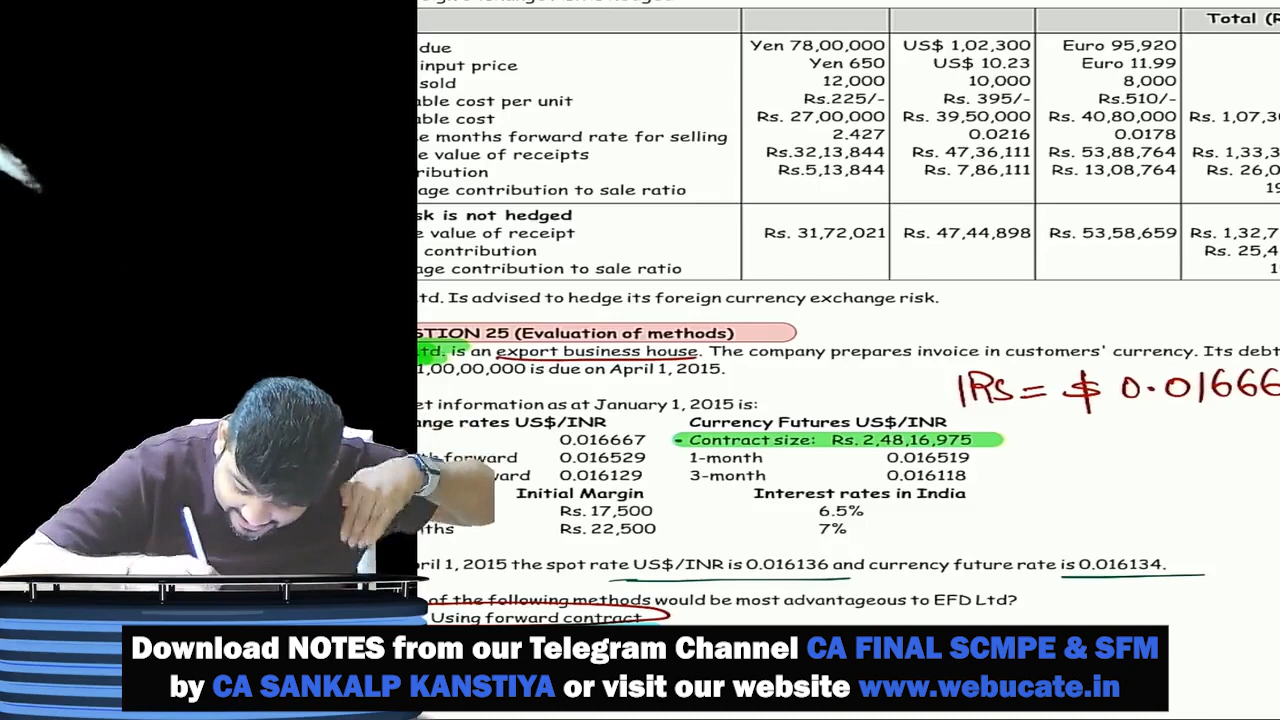 Total (R
due Yen 78,00,000 US$ 1,02,300 Euro 95,920
input price Yen 650 US$ 10.23 Euro 11.99
sold 12,000 10,000 8,000
able cost per unit Rs.225/- Rs. 395/- Rs.510/-
able cost Rs. 27,00,000 Rs. 39,50,000 Rs. 40,80,000 Rs. 1,07,3
e months forward rate for selling 2.427 0.0216 0.0178
e value of receipts Rs.32,13,844 Rs. 47,36,111 Rs. 53,88,764 Rs. 1,33,3
ribution Rs.5,13,844 Rs. 7,86,111 Rs. 13,08,764 Rs. 26,0
age contribution to sale ratio 19
sk is not hedged
e value of receipt Rs. 31,72,021 Rs. 47,44,898 Rs. 53,58,659 Rs. 1,32,7
contribution Rs. 25,4
age contribution to sale ratio 1
td. Is advised to hedge its foreign currency exchange risk.
STION 25 (Evaluation of methods)
td. is an export business house. The company prepares invoice in customers' currency. Its debt
1,00,00,000 is due on April 1, 2015.
1Rs = $ 0.01666
et information as at January 1, 2015 is:
nge rates US$/INR Currency Futures US$/INR
0.016667 - Contract size: Rs. 2,48,16,975
th forward 0.016529 1-month 0.016519
ward 0.016129 3-month 0.016118
Initial Margin Interest rates in India
Rs. 17,500 6.5%
nths Rs. 22,500 7%
pril 1, 2015 the spot rate US$/INR is 0.016136 and currency future rate is 0.016134.
of the following methods would be most advantageous to EFD Ltd?
Using forward contract
Download NOTES from our Telegram Channel CA FINAL SCMPE & SFM
by CA SANKALP KANSTIYA or visit our website www.webucate.in